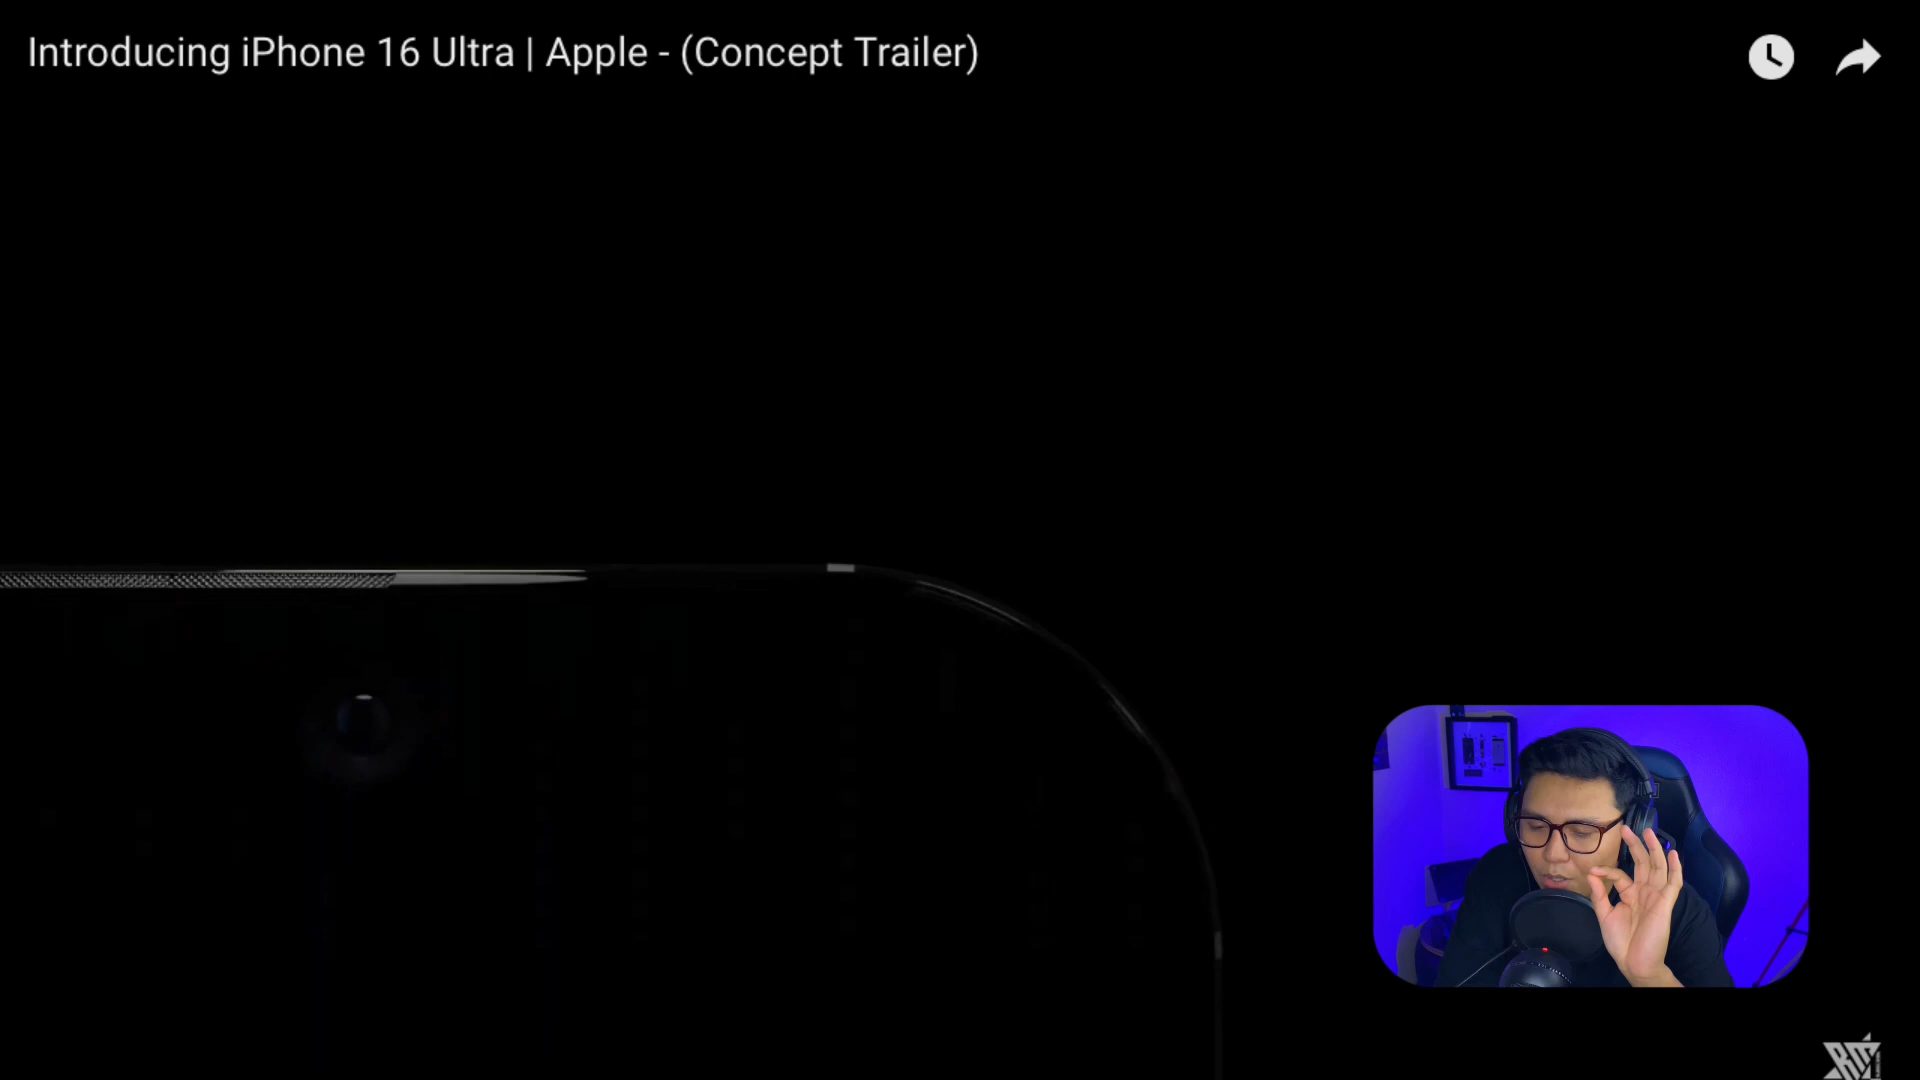 Introducing iPhone 16 Ultra | Apple - (Concept Trailer)